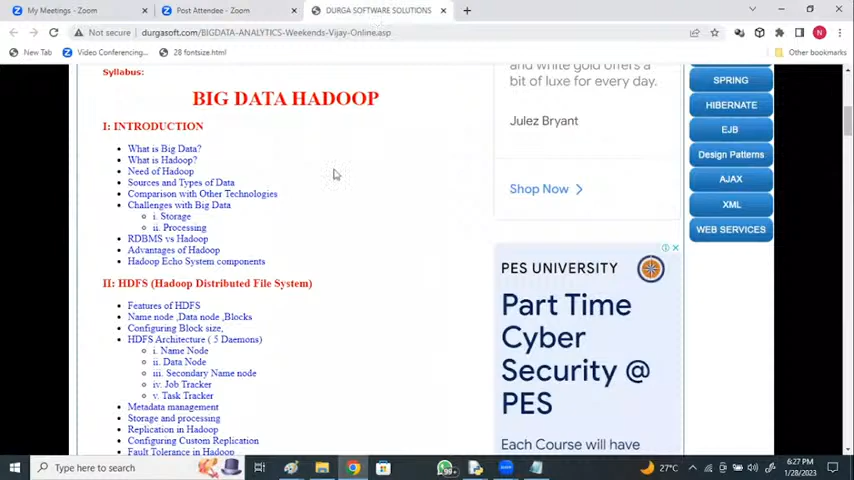 My Meetings - Zoom
Post Attendee - Zoom
DURGA SOFTWARE SOLUTIONS
Not secure
durgasoft.com/BIGDATA-ANALYTICS-Weekends-Vijay-Online.asp
N
New Tab
Video Conferencing,...
28 fontsize.html
Other bookmarks
Syllabus:
BIG DATA HADOOP
I: INTRODUCTION
What is Big Data?
What is Hadoop?
Need of Hadoop
Sources and Types of Data
Comparison with Other Technologies
Challenges with Big Data
i. Storage
ii. Processing
RDBMS vs Hadoop
Advantages of Hadoop
Hadoop Echo System components
II: HDFS (Hadoop Distributed File System)
Features of HDFS
Name node ,Data node ,Blocks
Configuring Block size,
HDFS Architecture ( 5 Daemons)
i. Name Node
ii. Data Node
iii. Secondary Name node
iv. Job Tracker
v. Task Tracker
Metadata management
Storage and processing
Replication in Hadoop
Configuring Custom Replication
Fault Tolerance in Hadoop
and white gold offers a
bit of luxe for every day.
Julez Bryant
Shop Now
PES UNIVERSITY
Part Time
Cyber
Security @
PES
Each Course will have
SPRING
HIBERNATE
EJB
Design Patterns
AJAX
XML
WEB SERVICES
Type here to search
99+
27°C
6:27 PM
1/28/2023